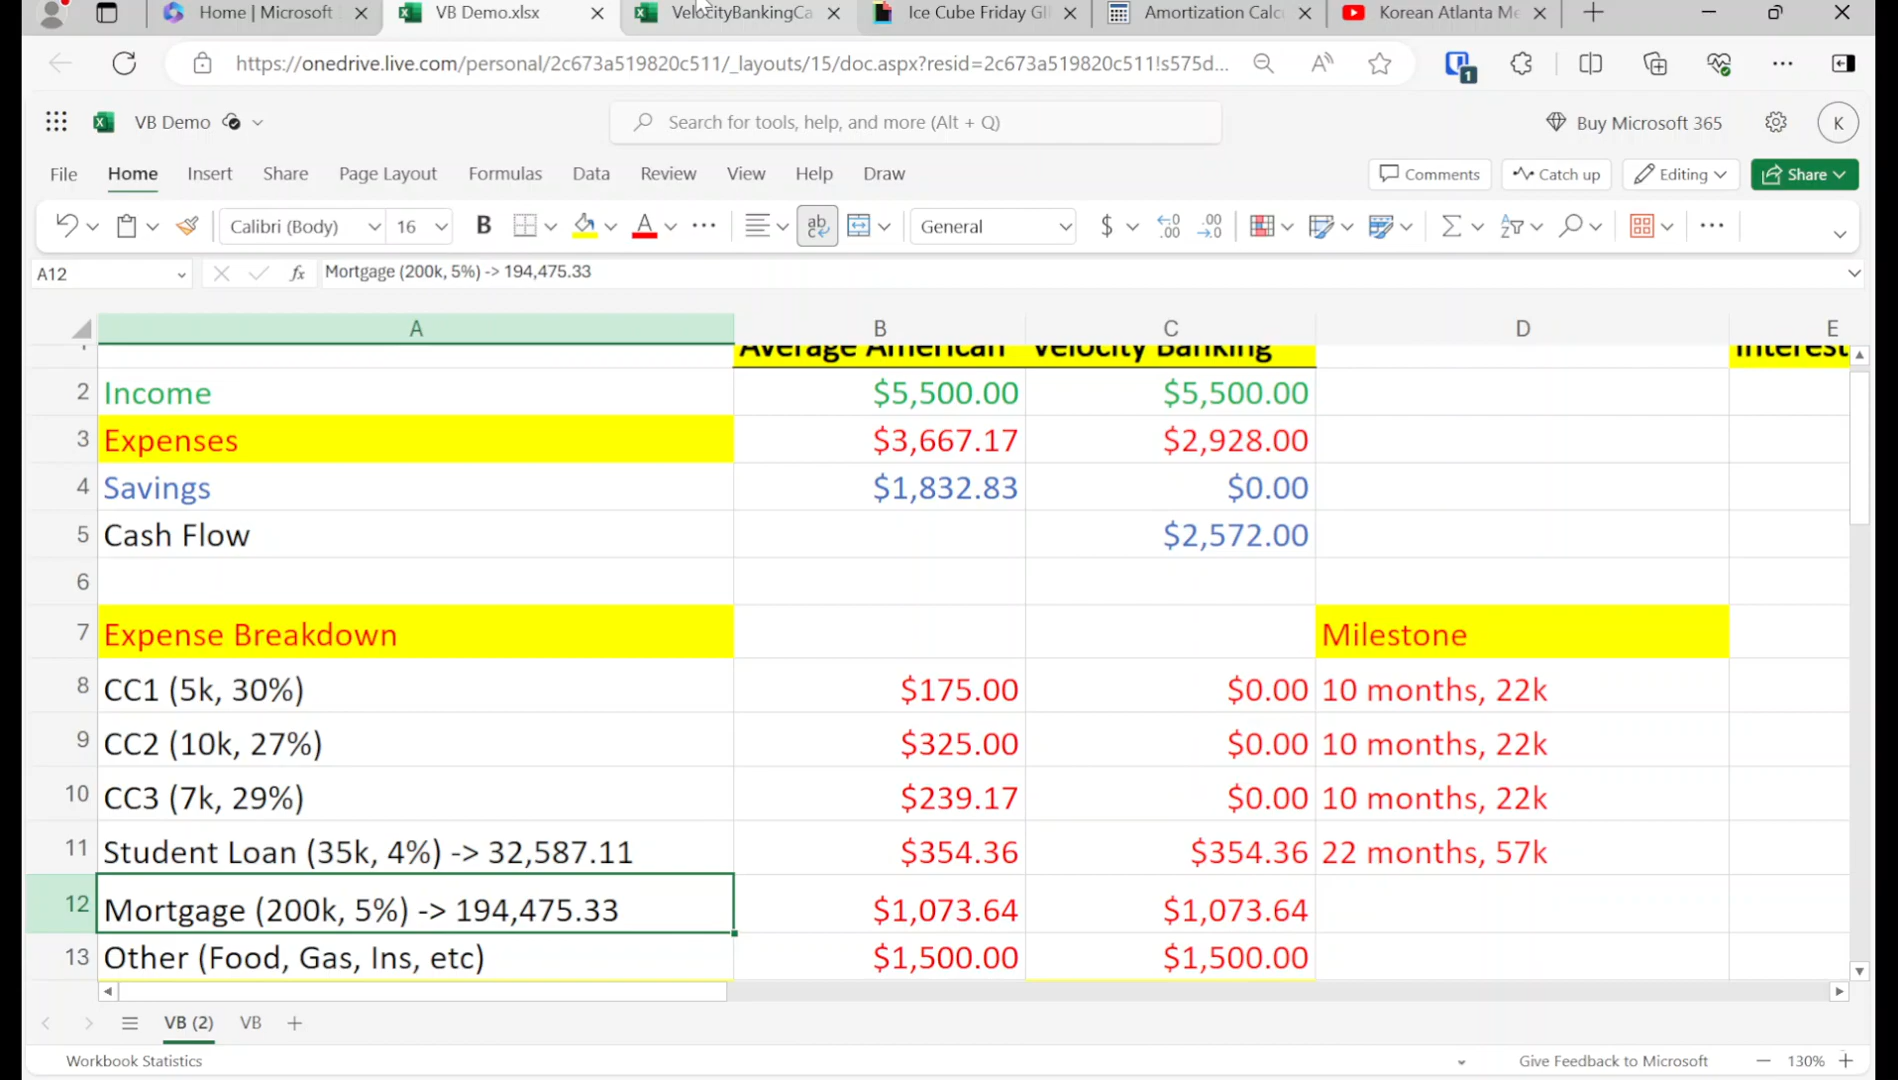 Home | Microsoft
VB Demo.xlsx
VelocityBankingCa
Ice Cube Friday Gl
Amortization Calc
Korean Atlanta Me
https://onedrive.live.com/personal/2c673a519820c511/_layouts/15/doc.aspx?resid=2c673a519820c511!s575d...
1
VB Demo
Search for tools, help, and more (Alt + Q)
Buy Microsoft 365
K
File Home Insert Share Page Layout Formulas Data Review View Help Draw
Comments Catch up Editing Share
Calibri (Body) 16 B A ab c General $ .00
A12 fx Mortgage (200k, 5%) -> 194,475.33
A B C D E
Average American Velocity Banking Interest
2 Income $5,500.00 $5,500.00
3 Expenses $3,667.17 $2,928.00
4 Savings $1,832.83 $0.00
5 Cash Flow $2,572.00
6
7 Expense Breakdown Milestone
8 CC1 (5k, 30%) $175.00 $0.00 10 months, 22k
9 CC2 (10k, 27%) $325.00 $0.00 10 months, 22k
10 CC3 (7k, 29%) $239.17 $0.00 10 months, 22k
11 Student Loan (35k, 4%) -> 32,587.11 $354.36 $354.36 22 months, 57k
12 Mortgage (200k, 5%) -> 194,475.33 $1,073.64 $1,073.64
13 Other (Food, Gas, Ins, etc) $1,500.00 $1,500.00
VB (2) VB
Workbook Statistics
Give Feedback to Microsoft
130%